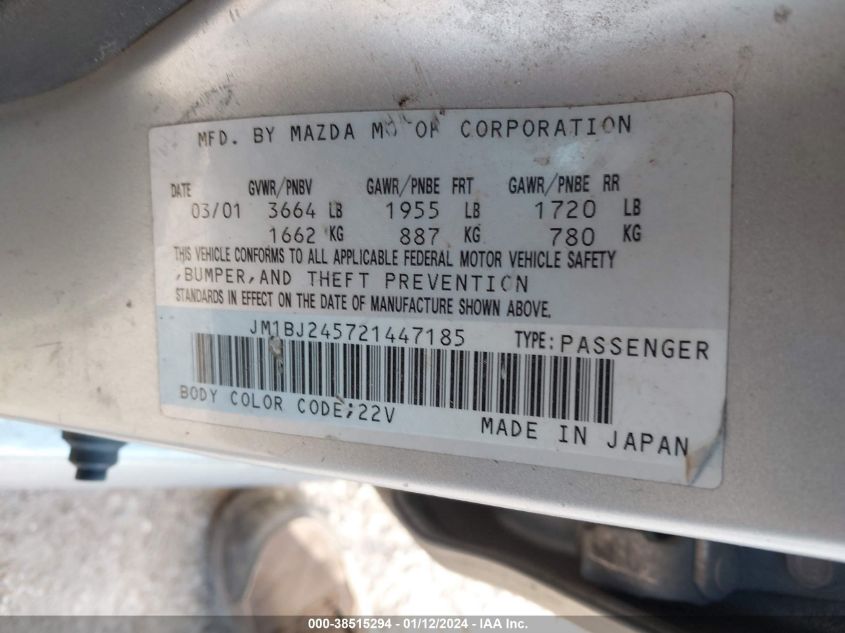 MFD. BY MAZDA MOTOR CORPORATION
DATE GVWR/PNBV GAWR/PNBE FRT GAWR/PNBE RR
03/01 3664 LB 1955 LB 1720 LB
1662 KG 887 KG 780 KG
THIS VEHICLE CONFORMS TO ALL APPLICABLE FEDERAL MOTOR VEHICLE SAFETY
,BUMPER,AND THEFT PREVENTION
STANDARDS IN EFFECT ON THE DATE OF MANUFACTURE SHOWN ABOVE.
JM1BJ245721447185 TYPE:PASSENGER
BODY COLOR CODE;22V
MADE IN JAPAN
000-38515294 - 01/12/2024 - IAA Inc.